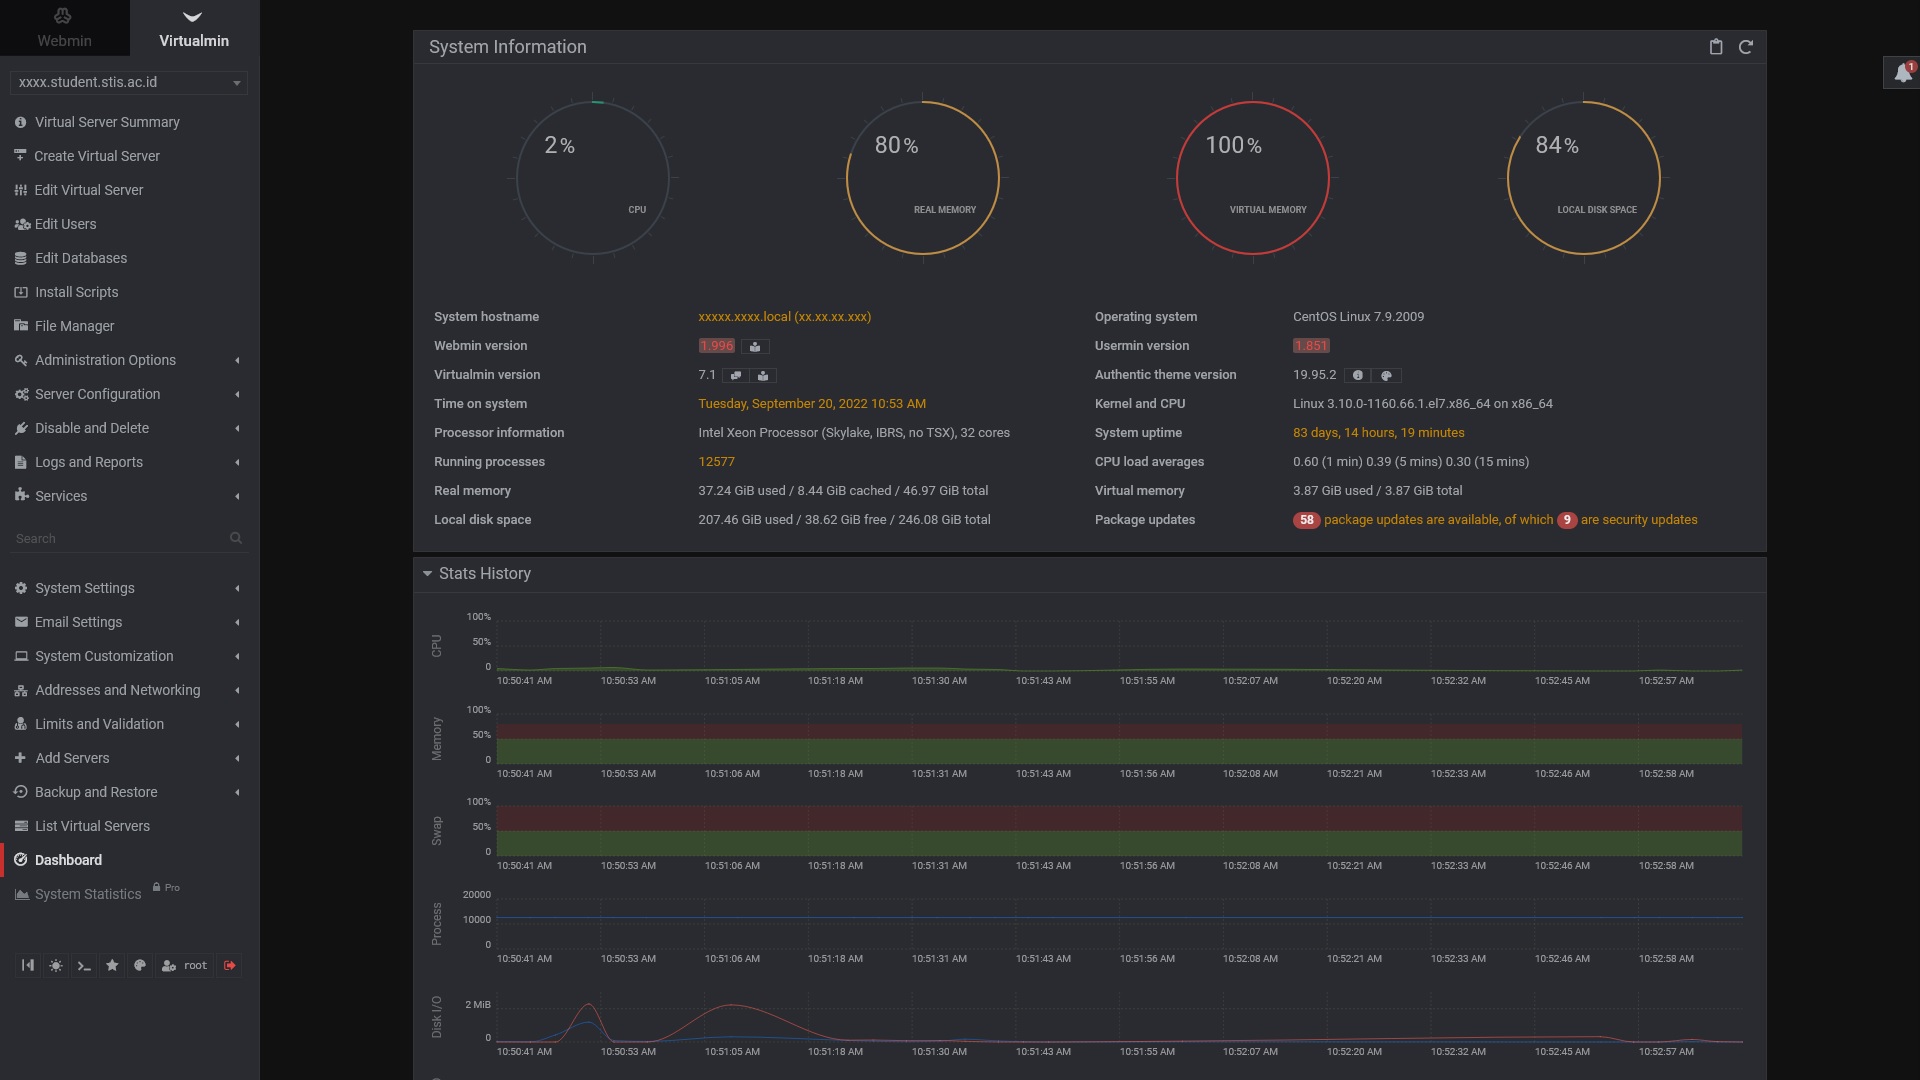 Webmin
Virtualmin
xxxx.student.stis.ac.id
Virtual Server Summary
Create Virtual Server
Edit Virtual Server
Edit Users
Edit Databases
Install Scripts
File Manager
Administration Options
Server Configuration
Disable and Delete
Logs and Reports
Services
Search
System Settings
Email Settings
System Customization
Addresses and Networking
Limits and Validation
Add Servers
Backup and Restore
List Virtual Servers
Dashboard
System Statistics Pro
root
System Information
1
2%
CPU
80%
REAL MEMORY
100%
VIRTUAL MEMORY
84%
LOCAL DISK SPACE
System hostname xxxxx.xxxx.local (xx.xx.xx.xxx) Operating system CentOS Linux 7.9.2009
Webmin version 1.996 Usermin version 1.851
Virtualmin version 7.1 Authentic theme version 19.95.2
Time on system Tuesday, September 20, 2022 10:53 AM Kernel and CPU Linux 3.10.0-1160.66.1.el7.x86_64 on x86_64
Processor information Intel Xeon Processor (Skylake, IBRS, no TSX), 32 cores System uptime 83 days, 14 hours, 19 minutes
Running processes 12577 CPU load averages 0.60 (1 min) 0.39 (5 mins) 0.30 (15 mins)
Real memory 37.24 GiB used / 8.44 GiB cached / 46.97 GiB total Virtual memory 3.87 GiB used / 3.87 GiB total
Local disk space 207.46 GiB used / 38.62 GiB free / 246.08 GiB total Package updates 58 package updates are available, of which 9 are security updates
Stats History
CPU
100%
50%
0
10:50:41 AM 10:50:53 AM 10:51:05 AM 10:51:18 AM 10:51:30 AM 10:51:43 AM 10:51:55 AM 10:52:07 AM 10:52:20 AM 10:52:32 AM 10:52:45 AM 10:52:57 AM
Memory
100%
50%
0
10:50:41 AM 10:50:53 AM 10:51:06 AM 10:51:18 AM 10:51:31 AM 10:51:43 AM 10:51:56 AM 10:52:08 AM 10:52:21 AM 10:52:33 AM 10:52:46 AM 10:52:58 AM
Swap
100%
50%
0
10:50:41 AM 10:50:53 AM 10:51:06 AM 10:51:18 AM 10:51:31 AM 10:51:43 AM 10:51:56 AM 10:52:08 AM 10:52:21 AM 10:52:33 AM 10:52:46 AM 10:52:58 AM
Process
20000
10000
0
10:50:41 AM 10:50:53 AM 10:51:06 AM 10:51:18 AM 10:51:31 AM 10:51:43 AM 10:51:56 AM 10:52:08 AM 10:52:21 AM 10:52:33 AM 10:52:46 AM 10:52:58 AM
Disk I/O
2 MiB
0
10:50:41 AM 10:50:53 AM 10:51:05 AM 10:51:18 AM 10:51:30 AM 10:51:43 AM 10:51:55 AM 10:52:07 AM 10:52:20 AM 10:52:32 AM 10:52:45 AM 10:52:57 AM